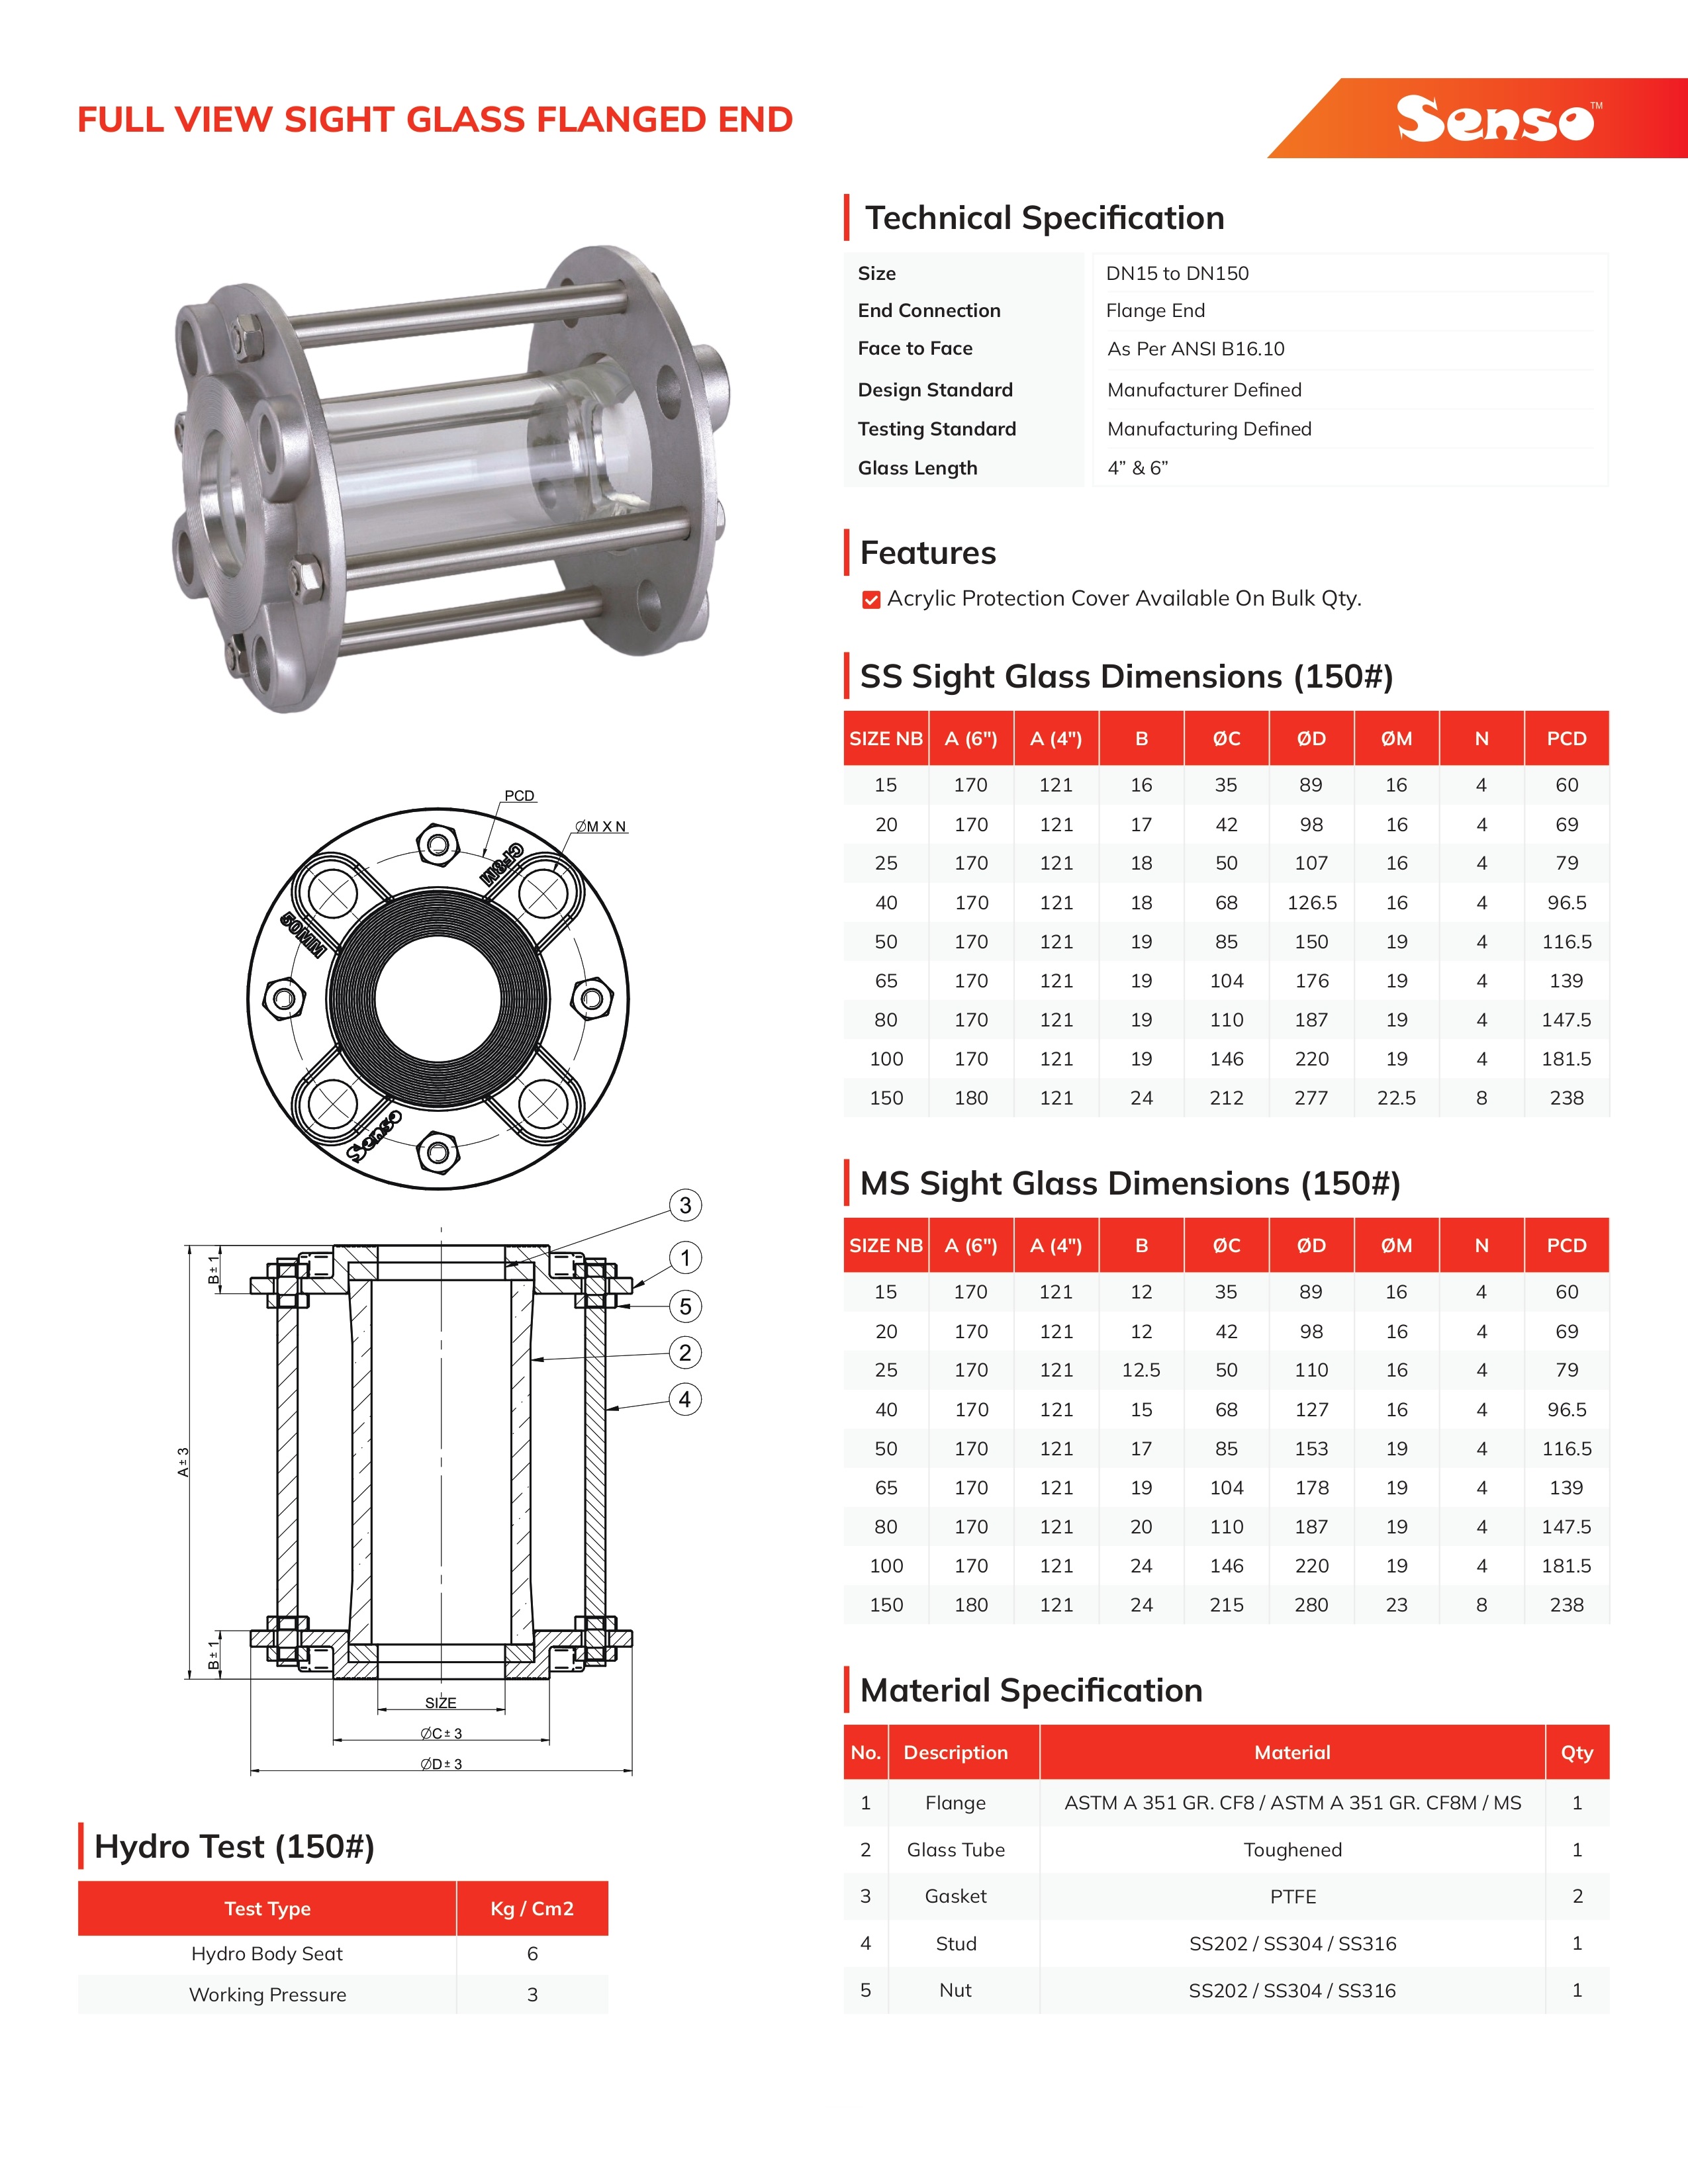 FULL VIEW SIGHT GLASS FLANGED END
Senso™
Technical Specification
Size DN15 to DN150
End Connection Flange End
Face to Face As Per ANSI B16.10
Design Standard Manufacturer Defined
Testing Standard Manufacturing Defined
Glass Length 4” & 6”
Features
Acrylic Protection Cover Available On Bulk Qty.
SS Sight Glass Dimensions (150#)
SIZE NB A (6") A (4") B ØC ØD ØM N PCD
15 170 121 16 35 89 16 4 60
20 170 121 17 42 98 16 4 69
25 170 121 18 50 107 16 4 79
40 170 121 18 68 126.5 16 4 96.5
50 170 121 19 85 150 19 4 116.5
65 170 121 19 104 176 19 4 139
80 170 121 19 110 187 19 4 147.5
100 170 121 19 146 220 19 4 181.5
150 180 121 24 212 277 22.5 8 238
MS Sight Glass Dimensions (150#)
SIZE NB A (6") A (4") B ØC ØD ØM N PCD
15 170 121 12 35 89 16 4 60
20 170 121 12 42 98 16 4 69
25 170 121 12.5 50 110 16 4 79
40 170 121 15 68 127 16 4 96.5
50 170 121 17 85 153 19 4 116.5
65 170 121 19 104 178 19 4 139
80 170 121 20 110 187 19 4 147.5
100 170 121 24 146 220 19 4 181.5
150 180 121 24 215 280 23 8 238
Material Specification
No. Description Material Qty
1 Flange ASTM A 351 GR. CF8 / ASTM A 351 GR. CF8M / MS 1
2 Glass Tube Toughened 1
3 Gasket PTFE 2
4 Stud SS202 / SS304 / SS316 1
5 Nut SS202 / SS304 / SS316 1
PCD
ØM X N
CF8M
50MM
Senso
3
1
5
2
4
B±1
A±3
B±1
SIZE
ØC±3
ØD±3
Hydro Test (150#)
Test Type Kg / Cm2
Hydro Body Seat 6
Working Pressure 3